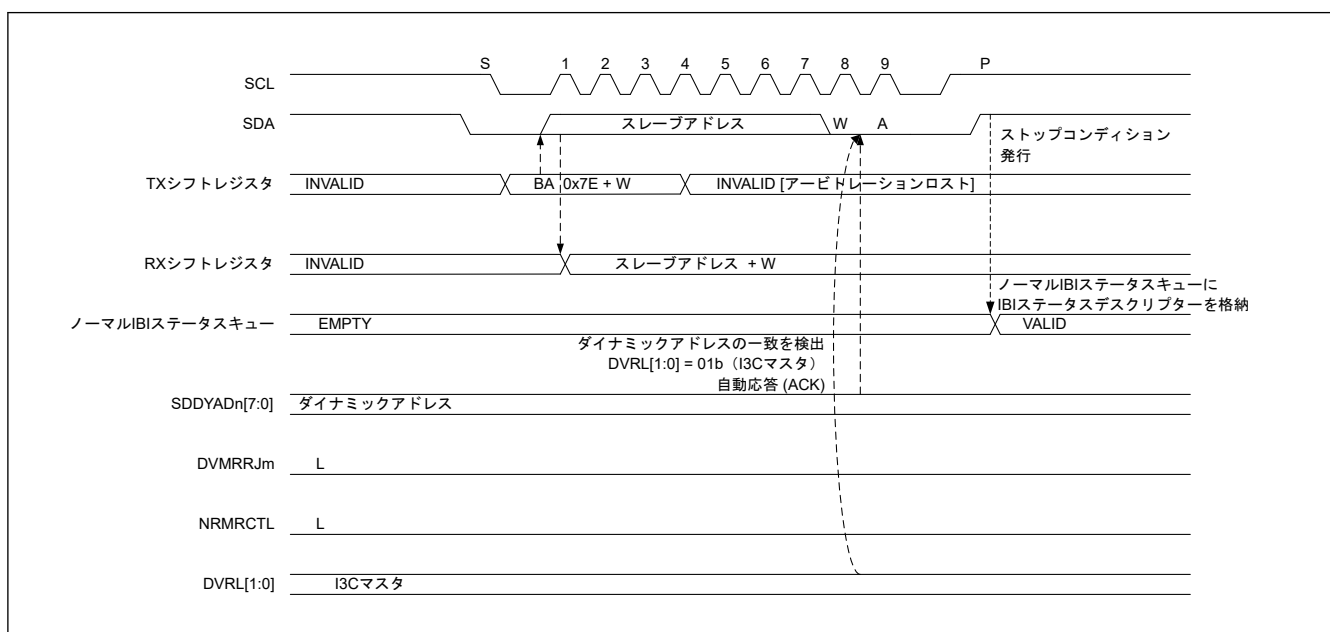 S 1 2 3 4 5 6 7 8 9 P
SCL
SDA スレーブアドレス W A
ストップコンディション
発行
TXシフトレジスタ INVALID BA 0x7E + W INVALID [アービトレーションロスト]
RXシフトレジスタ INVALID スレーブアドレス + W
ノーマルIBIステータスキューに
IBIステータスデスクリプターを格納
ノーマルIBIステータスキュー EMPTY VALID
ダイナミックアドレスの一致を検出
DVRL[1:0] = 01b（I3Cマスタ）
自動応答 (ACK)
SDDYADn[7:0] ダイナミックアドレス
DVMRRJm L
NRMRCTL L
DVRL[1:0] I3Cマスタ